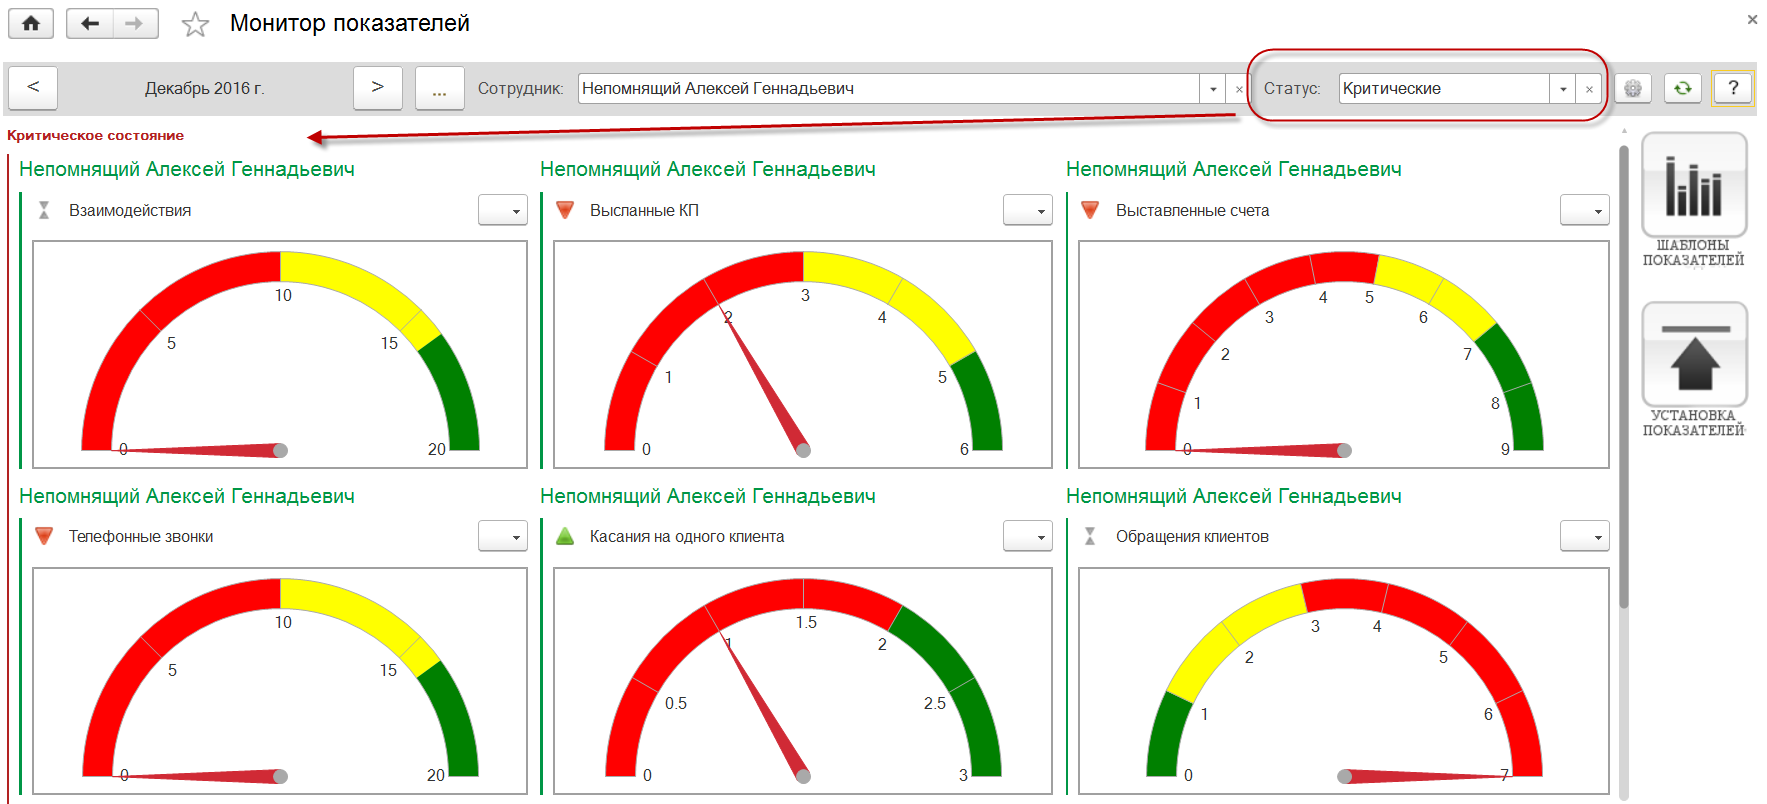 Монитор показателей
×
<
Декабрь 2016 г.
>
...
Сотрудник:
Непомнящий Алексей Геннадьевич
×
Статус:
Критические
×
?
Критическое состояние
Непомнящий Алексей Геннадьевич
Взаимодействия
0
5
10
15
20
Непомнящий Алексей Геннадьевич
Высланные КП
0
1
2
3
4
5
6
Непомнящий Алексей Геннадьевич
Выставленные счета
0
1
2
3
4
5
6
7
8
9
ШАБЛОНЫ
ПОКАЗАТЕЛЕЙ
УСТАНОВКА
ПОКАЗАТЕЛЕЙ
Непомнящий Алексей Геннадьевич
Телефонные звонки
0
5
10
15
20
Непомнящий Алексей Геннадьевич
Касания на одного клиента
0
0.5
1
1.5
2
2.5
3
Непомнящий Алексей Геннадьевич
Обращения клиентов
0
1
2
3
4
5
6
7